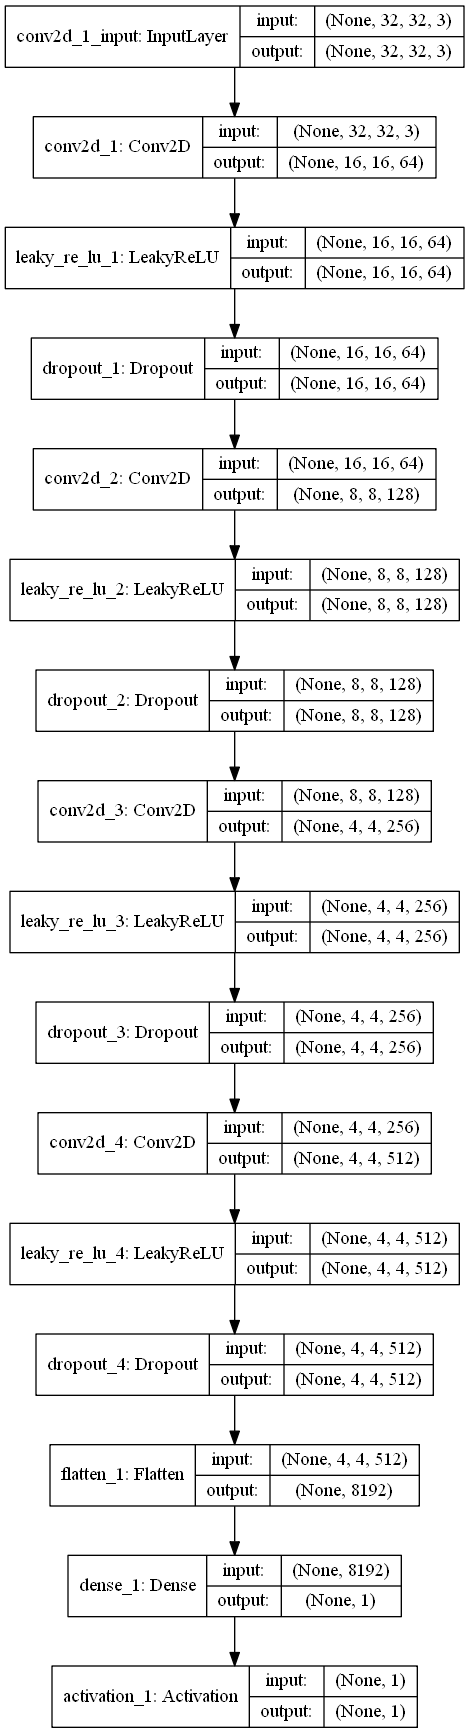 conv2d_1_input: InputLayer
input: (None, 32, 32, 3)
output: (None, 32, 32, 3)
conv2d_1: Conv2D
input: (None, 32, 32, 3)
output: (None, 16, 16, 64)
leaky_re_lu_1: LeakyReLU
input: (None, 16, 16, 64)
output: (None, 16, 16, 64)
dropout_1: Dropout
input: (None, 16, 16, 64)
output: (None, 16, 16, 64)
conv2d_2: Conv2D
input: (None, 16, 16, 64)
output: (None, 8, 8, 128)
leaky_re_lu_2: LeakyReLU
input: (None, 8, 8, 128)
output: (None, 8, 8, 128)
dropout_2: Dropout
input: (None, 8, 8, 128)
output: (None, 8, 8, 128)
conv2d_3: Conv2D
input: (None, 8, 8, 128)
output: (None, 4, 4, 256)
leaky_re_lu_3: LeakyReLU
input: (None, 4, 4, 256)
output: (None, 4, 4, 256)
dropout_3: Dropout
input: (None, 4, 4, 256)
output: (None, 4, 4, 256)
conv2d_4: Conv2D
input: (None, 4, 4, 256)
output: (None, 4, 4, 512)
leaky_re_lu_4: LeakyReLU
input: (None, 4, 4, 512)
output: (None, 4, 4, 512)
dropout_4: Dropout
input: (None, 4, 4, 512)
output: (None, 4, 4, 512)
flatten_1: Flatten
input: (None, 4, 4, 512)
output: (None, 8192)
dense_1: Dense
input: (None, 8192)
output: (None, 1)
activation_1: Activation
input: (None, 1)
output: (None, 1)